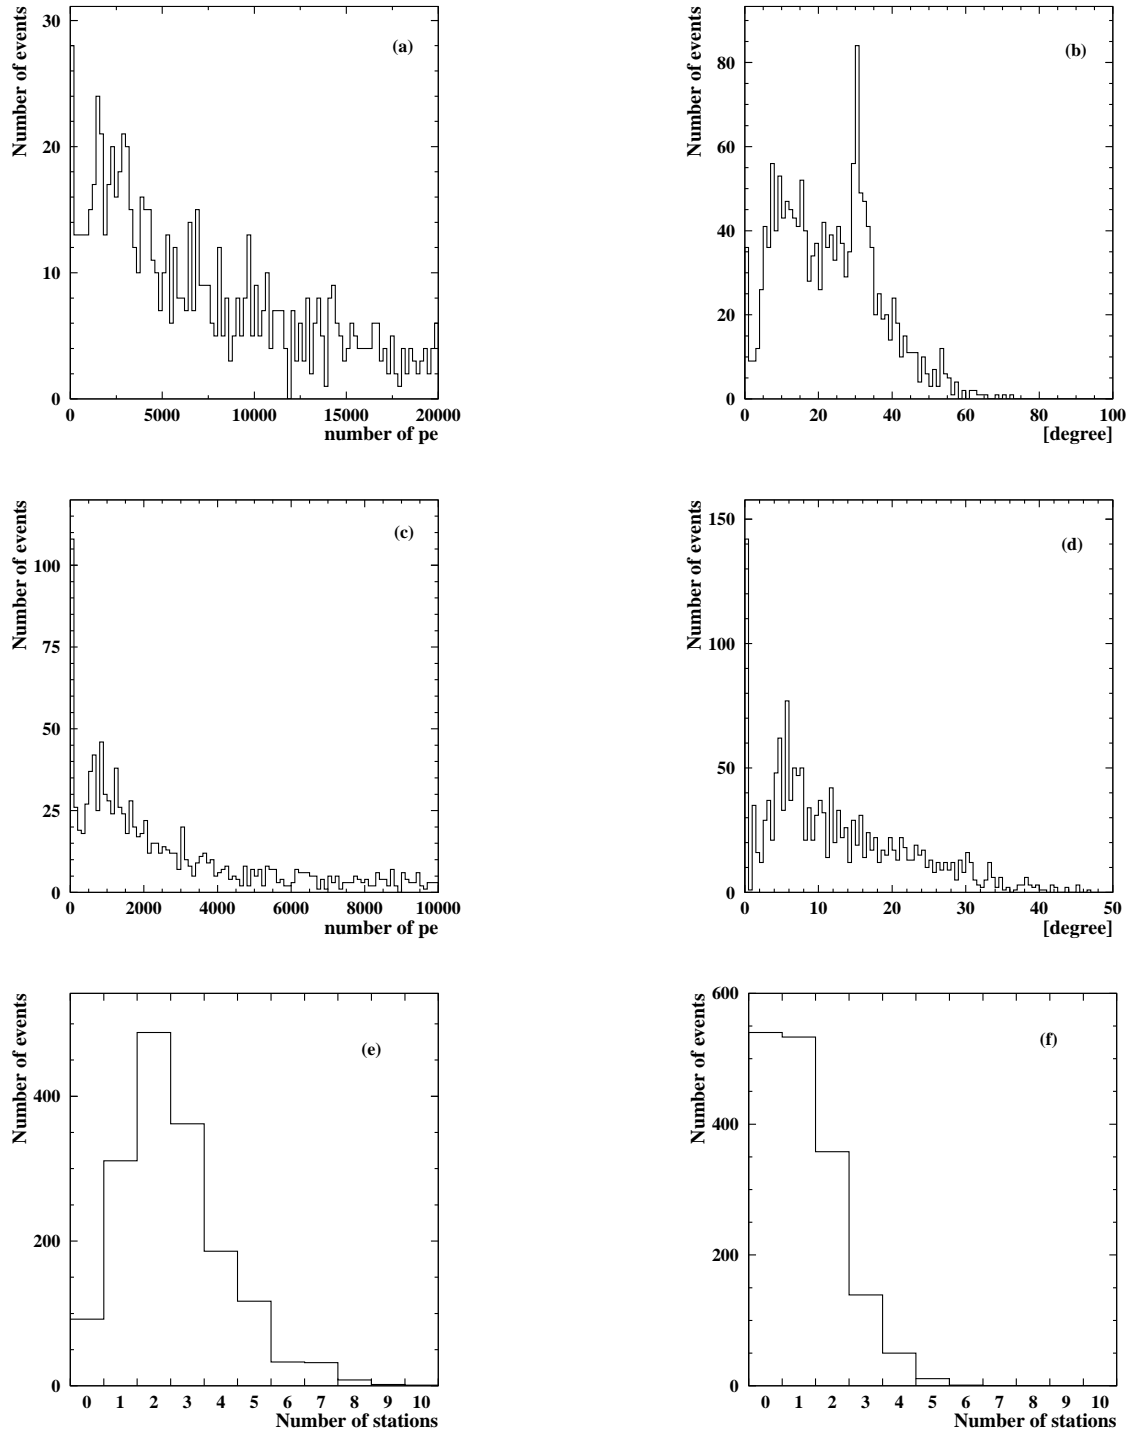 Number of events
30
20
10
0
(a)
0 5000 10000 15000 20000
number of pe
Number of events
80
60
40
20
0
(b)
0 20 40 60 80 100
[degree]
Number of events
100
75
50
25
0
(c)
0 2000 4000 6000 8000 10000
number of pe
Number of events
150
100
50
0
(d)
0 10 20 30 40 50
[degree]
Number of events
400
200
0
(e)
0 1 2 3 4 5 6 7 8 9 10
Number of stations
Number of events
600
400
200
0
(f)
0 1 2 3 4 5 6 7 8 9 10
Number of stations